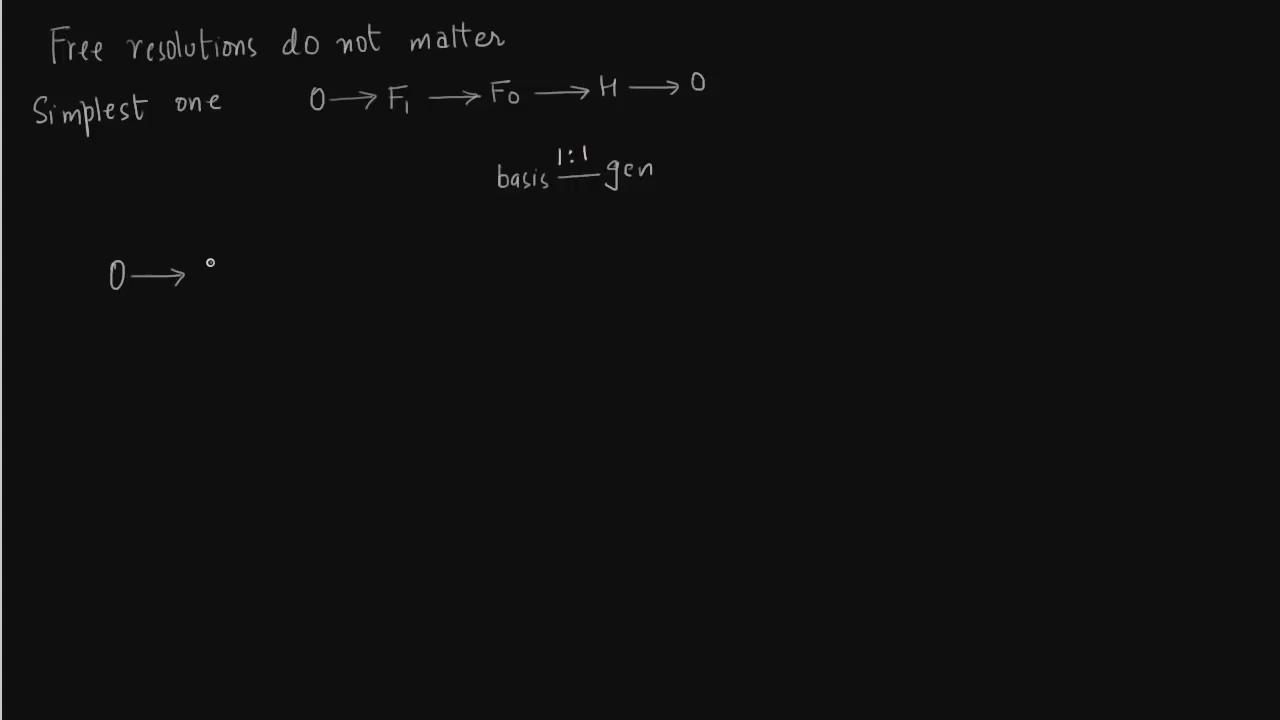 Free resolutions do not matter
Simplest one 0 → F₁ → F₀ → H → 0
basis 1:1 gen
0 →